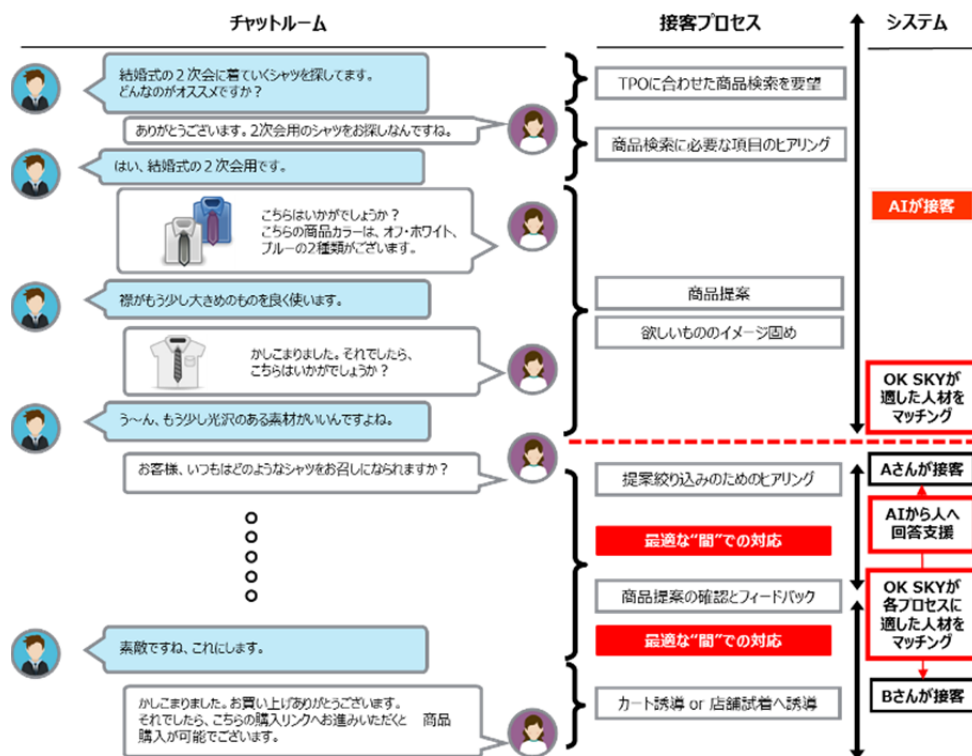 チャットルーム
接客プロセス
システム
結婚式の２次会に着ていくシャツを探してます。
どんなのがオススメですか？
TPOに合わせた商品検索を要望
ありがとうございます。2次会用のシャツをお探しなんですね。
商品検索に必要な項目のヒアリング
はい、結婚式の２次会用です。
AIが接客
こちらはいかがでしょうか？
こちらの商品カラーは、オフ・ホワイト、
ブルーの2種類がございます。
商品提案
襟がもう少し大きめのものを良く使います。
欲しいもののイメージ固め
かしこまりました。それでしたら、
こちらはいかがでしょうか？
OK SKYが
適した人材を
マッチング
う～ん、もう少し光沢のある素材がいいんですよね。
お客様、いつもはどのようなシャツをお召しになられますか？
提案絞り込みのためのヒアリング
Aさんが接客
AIから人へ
回答支援
最適な“間”での対応
商品提案の確認とフィードバック
OK SKYが
各プロセスに
適した人材を
マッチング
最適な“間”での対応
素敵ですね、これにします。
Bさんが接客
かしこまりました。お買い上げありがとうございます。
それでしたら、こちらの購入リンクへお進みいただくと　商品
購入が可能でございます。
カート誘導 or 店舗試着へ誘導